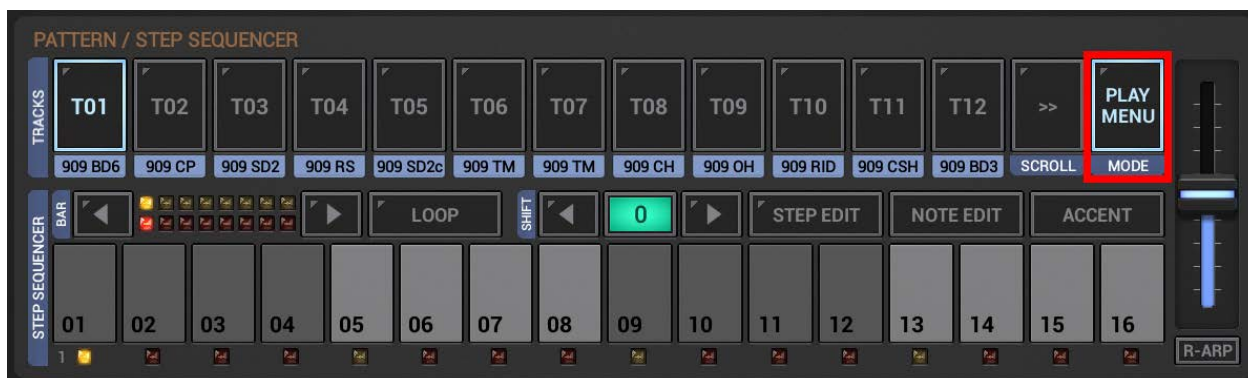 PATTERN / STEP SEQUENCER
TRACKS
T01 T02 T03 T04 T05 T06 T07 T08 T09 T10 T11 T12 >> PLAY MENU
909 BD6 909 CP 909 SD2 909 RS 909 SD2c 909 TM 909 TM 909 CH 909 OH 909 RID 909 CSH 909 BD3 SCROLL MODE
BAR LOOP SHIFT 0 STEP EDIT NOTE EDIT ACCENT
STEP SEQUENCER
01 02 03 04 05 06 07 08 09 10 11 12 13 14 15 16
1 R-ARP